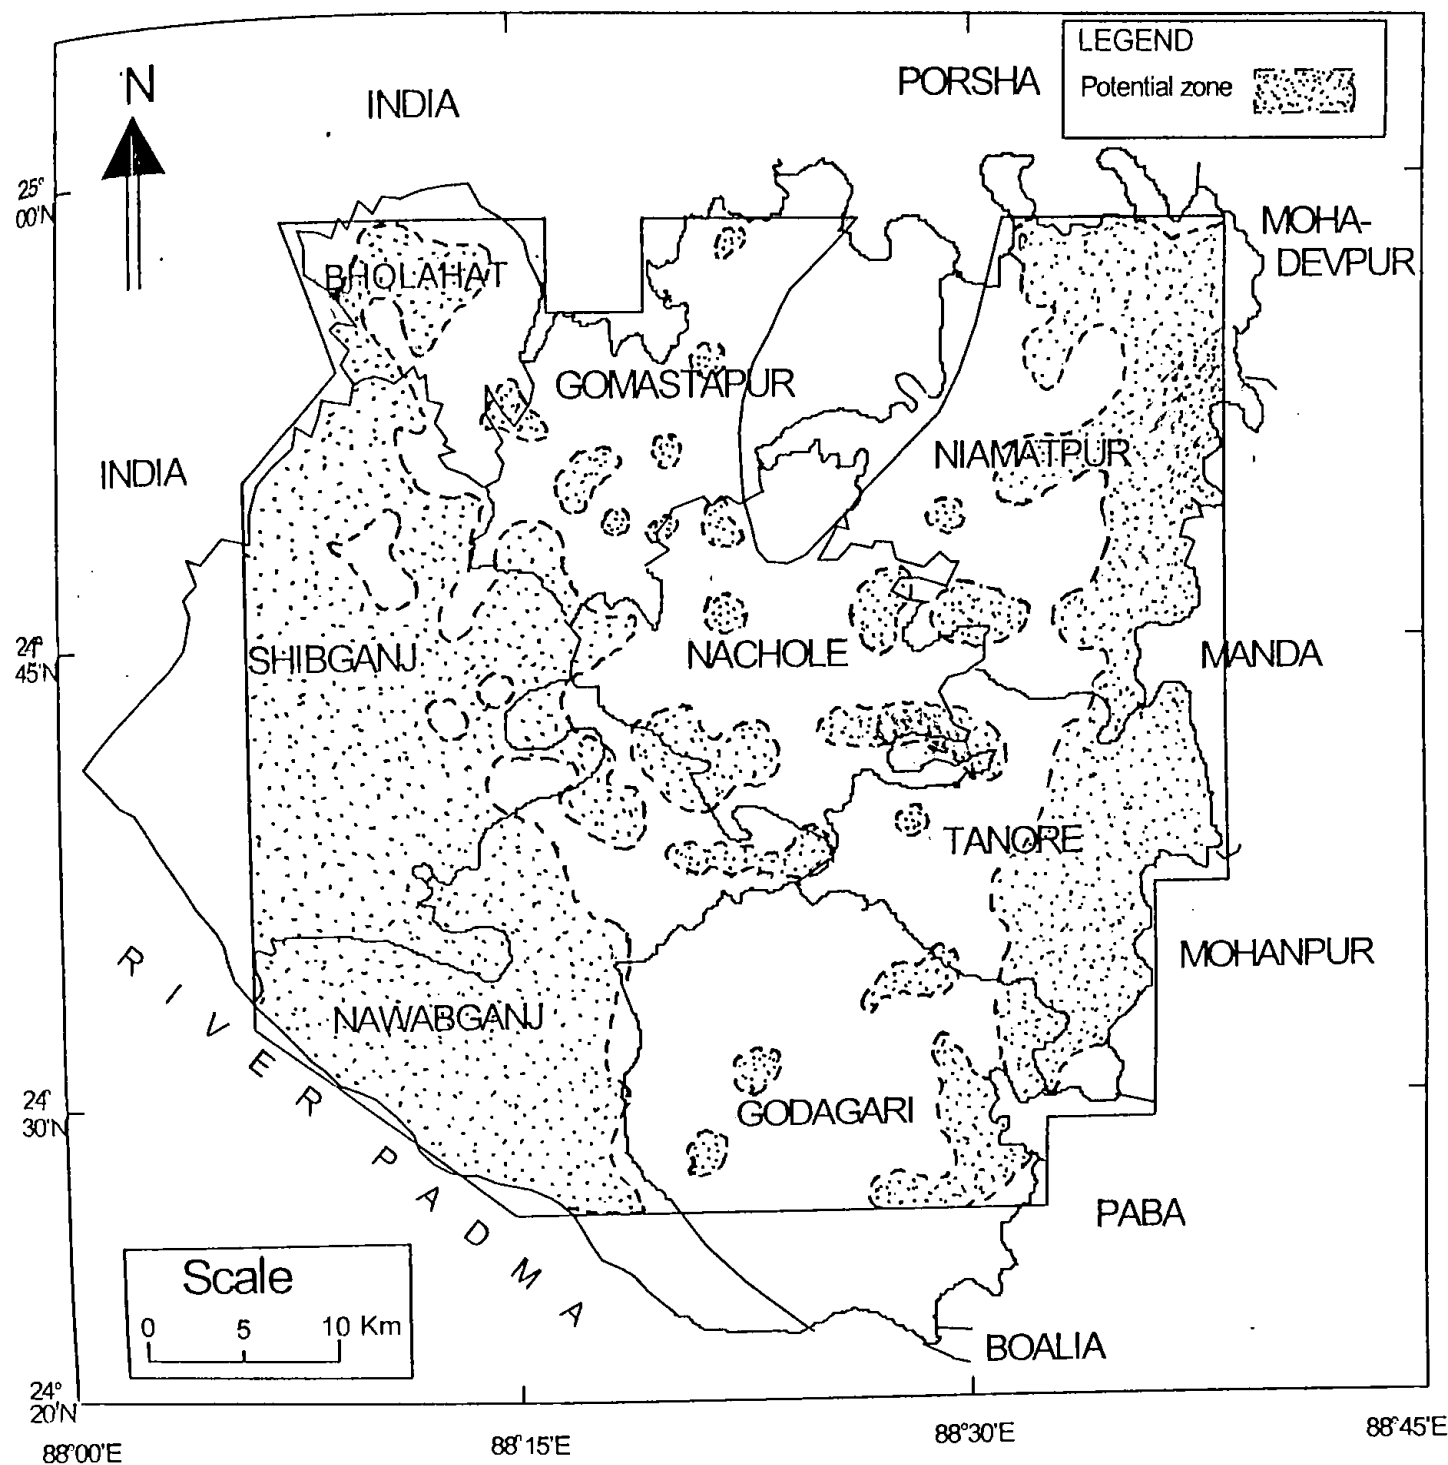 LEGEND
Potential zone
N
INDIA
PORSHA
25°
00'N
MOHA-
DEVPUR
BHOLAHAT
GOMASTAPUR
INDIA
NIAMATPUR
24°
45'N
SHIBGANJ
NACHOLE
MANDA
TANORE
RIVER PADMA
NAWABGANJ
MOHANPUR
24°
30'N
GODAGARI
PABA
Scale
0 5 10 Km
BOALIA
24°
20'N
88°00'E
88°15'E
88°30'E
88°45'E